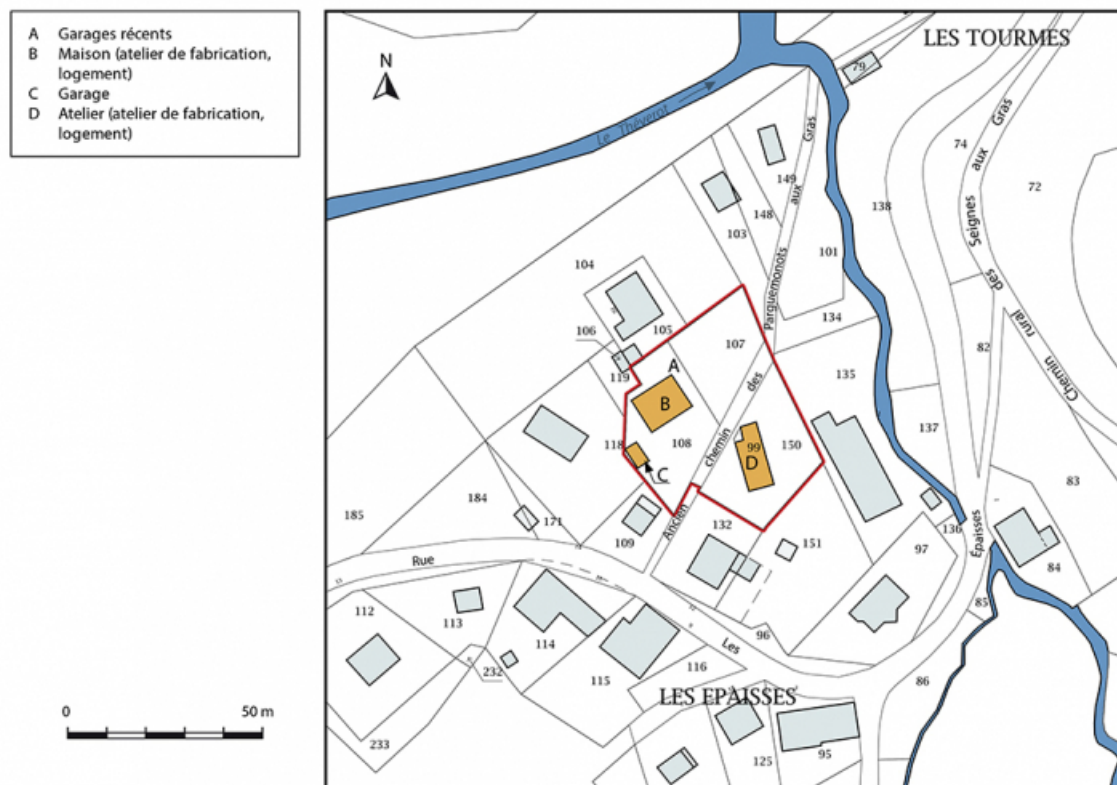 A Garages récents
B Maison (atelier de fabrication,
logement)
C Garage
D Atelier (atelier de fabrication,
logement)
N
0 50 m
LES TOURMES
79
Le Théverot
74
72
149
148
103
138
101
Ancien chemin des Parguemonots aux Gras
Chemin rural des Seignes aux Gras
104
106
105
107
134
119
A
B
82
135
118
108
99
150
D
C
137
184
185
171
109
132
151
136
83
97
84
85
Rue Les Épaisses
112
113
114
232
115
116
96
86
LES EPAISSES
233
125
95